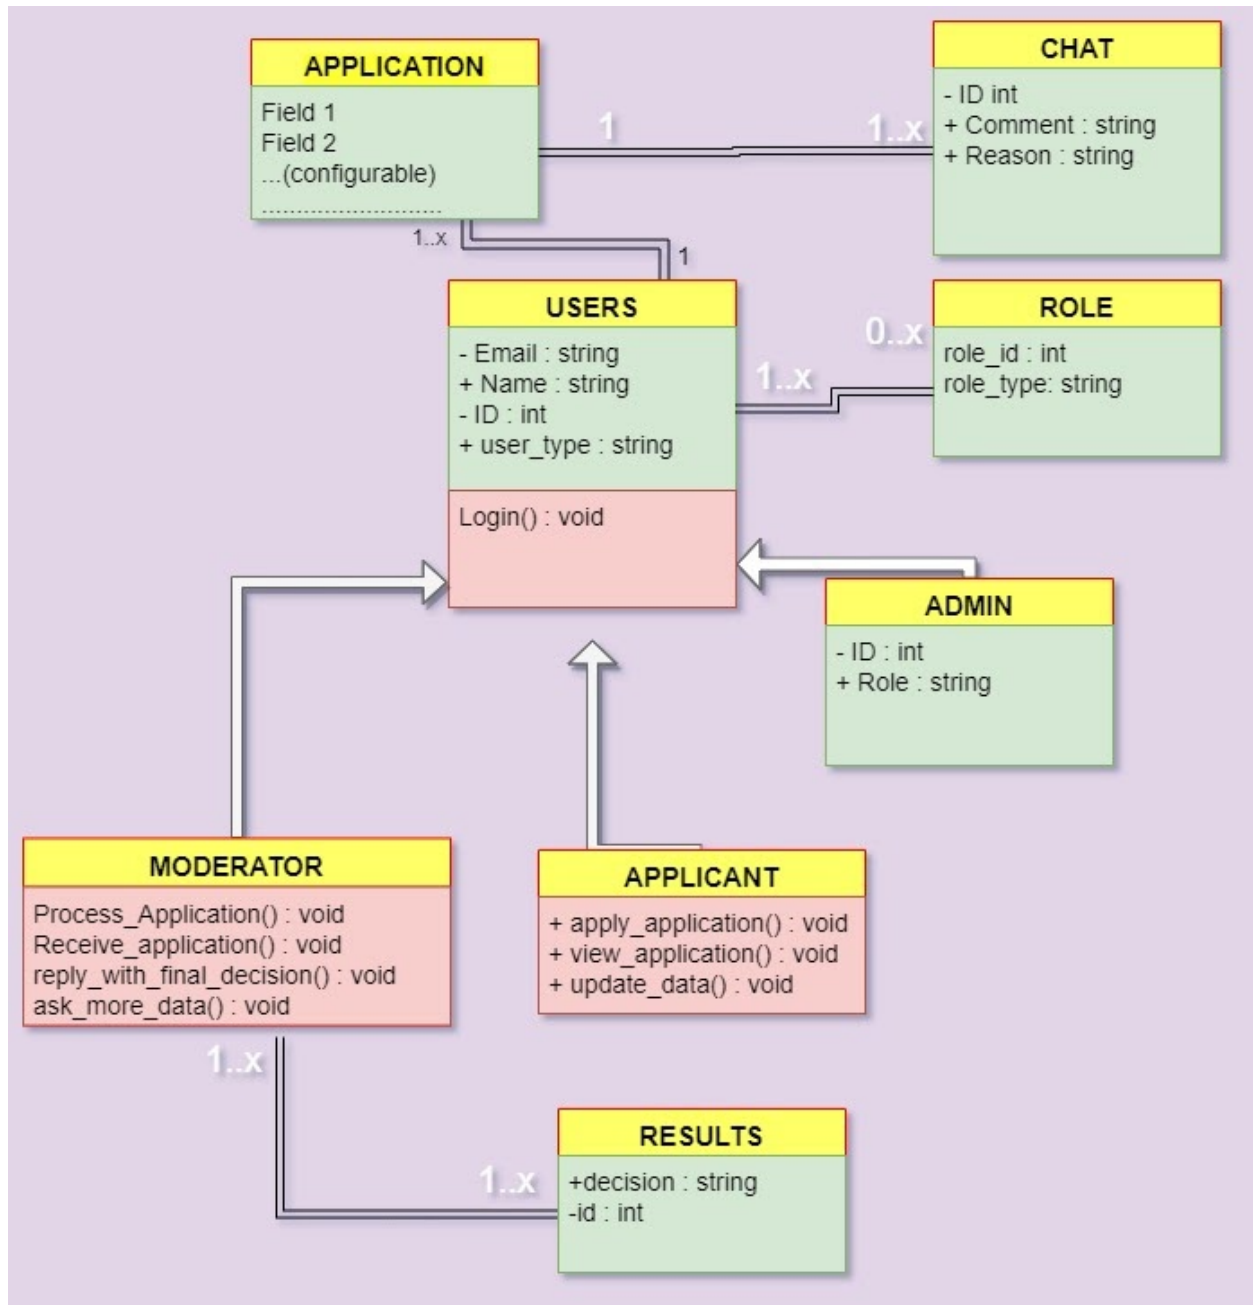 APPLICATION
Field 1
Field 2
...(configurable)
..........................
1
1..x
CHAT
- ID int
+ Comment : string
+ Reason : string
1..x
1
USERS
- Email : string
+ Name : string
- ID : int
+ user_type : string
Login() : void
1..x
0..x
ROLE
role_id : int
role_type: string
ADMIN
- ID : int
+ Role : string
MODERATOR
Process_Application() : void
Receive_application() : void
reply_with_final_decision() : void
ask_more_data() : void
APPLICANT
+ apply_application() : void
+ view_application() : void
+ update_data() : void
1..x
1..x
RESULTS
+decision : string
-id : int